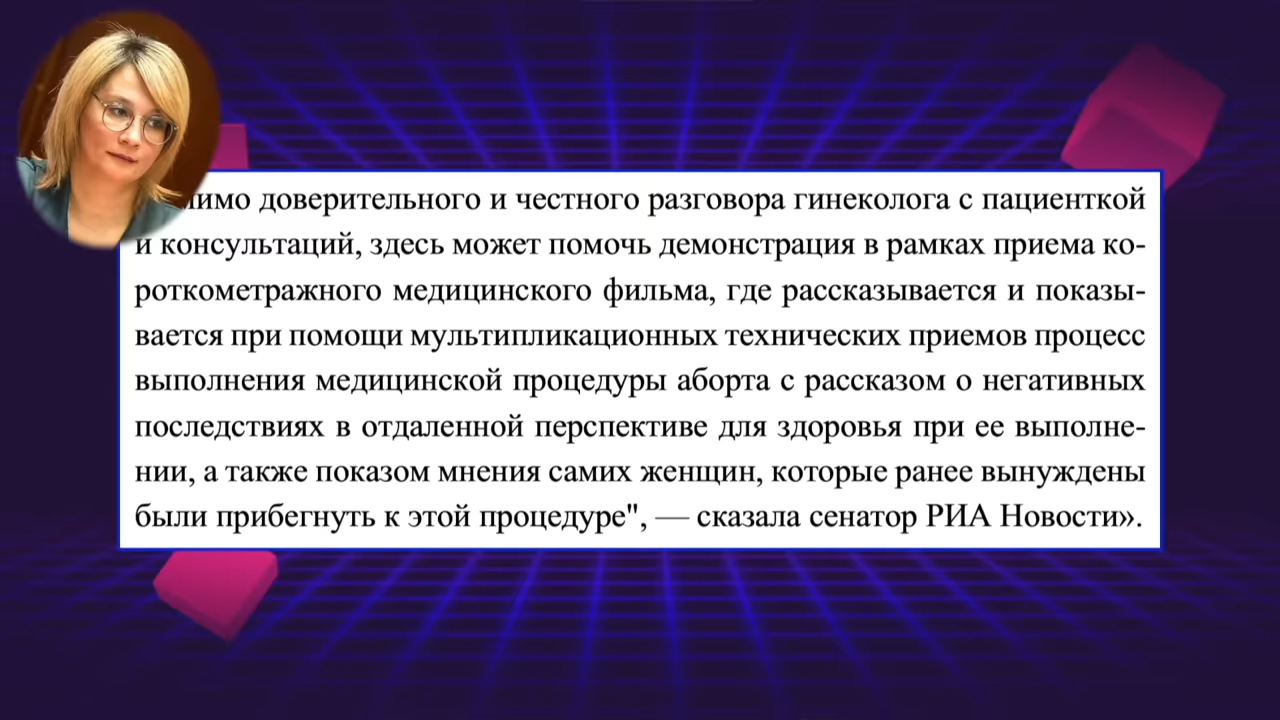 доверительного и честного разговора гинеколога с пациенткой
и консультаций, здесь может помочь демонстрация в рамках приема ко-
роткометражного медицинского фильма, где рассказывается и показы-
вается при помощи мультипликационных технических приемов процесс
выполнения медицинской процедуры аборта с рассказом о негативных
последствиях в отдаленной перспективе для здоровья при ее выполне-
нии, а также показом мнения самих женщин, которые ранее вынуждены
были прибегнуть к этой процедуре", — сказала сенатор РИА Новости».